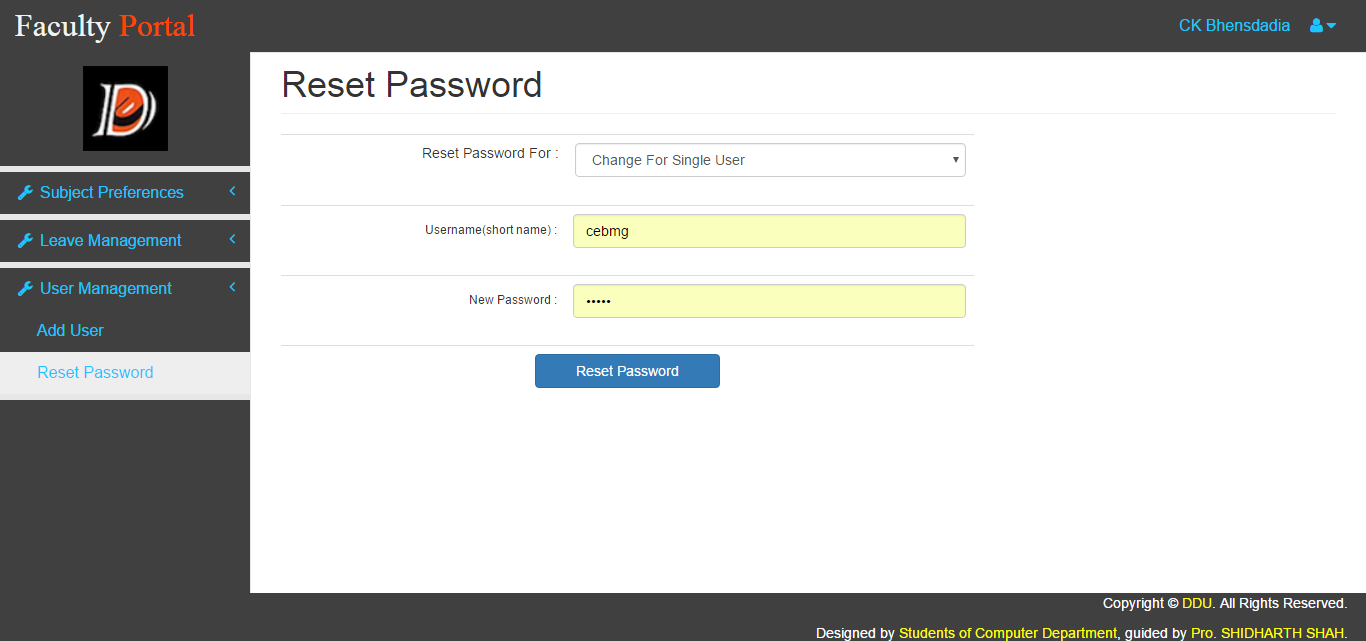 Faculty Portal
CK Bhensdadia
D
Reset Password
Subject Preferences
Leave Management
User Management
Add User
Reset Password
Reset Password For :
Change For Single User
Username(short name) :
cebmg
New Password :
•••••
Reset Password
Copyright © DDU. All Rights Reserved.
Designed by Students of Computer Department, guided by Pro. SHIDHARTH SHAH.